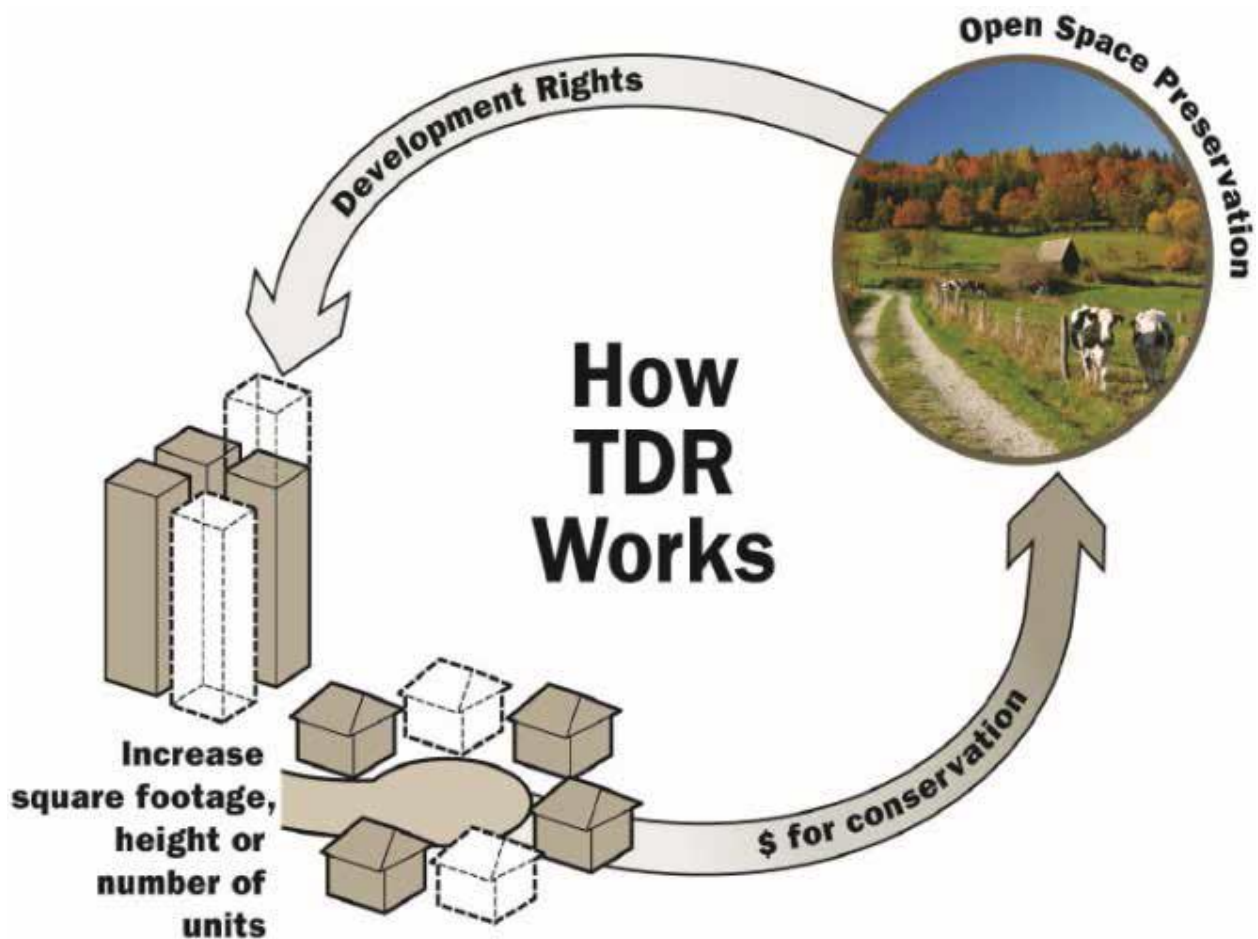 Open Space Preservation
Development Rights
How
TDR
Works
$ for conservation
Increase
square footage,
height or
number of
units